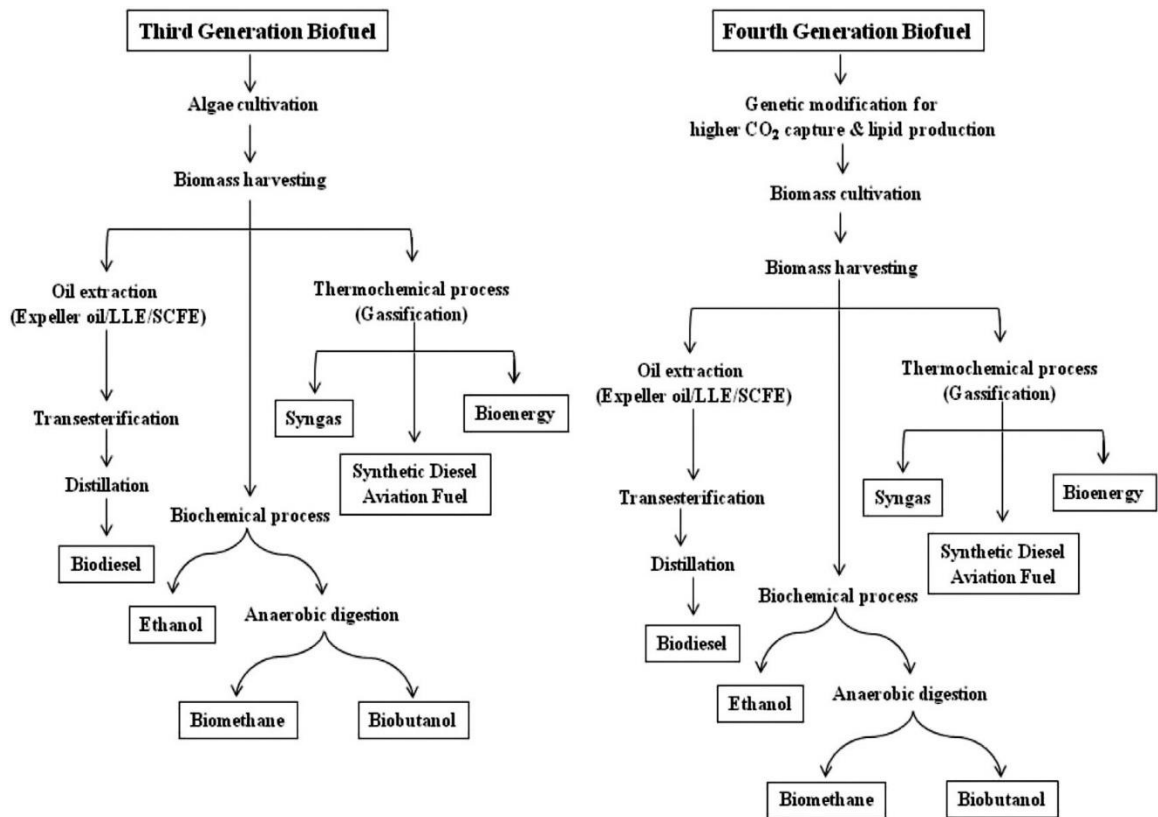 Third Generation Biofuel
Algae cultivation
Biomass harvesting
Oil extraction
(Expeller oil/LLE/SCFE)
Thermochemical process
(Gassification)
Syngas
Bioenergy
Transesterification
Synthetic Diesel
Aviation Fuel
Distillation
Biochemical process
Biodiesel
Ethanol
Anaerobic digestion
Biomethane
Biobutanol
Fourth Generation Biofuel
Genetic modification for
higher CO₂ capture & lipid production
Biomass cultivation
Biomass harvesting
Oil extraction
(Expeller oil/LLE/SCFE)
Thermochemical process
(Gassification)
Syngas
Bioenergy
Transesterification
Synthetic Diesel
Aviation Fuel
Distillation
Biochemical process
Biodiesel
Ethanol
Anaerobic digestion
Biomethane
Biobutanol